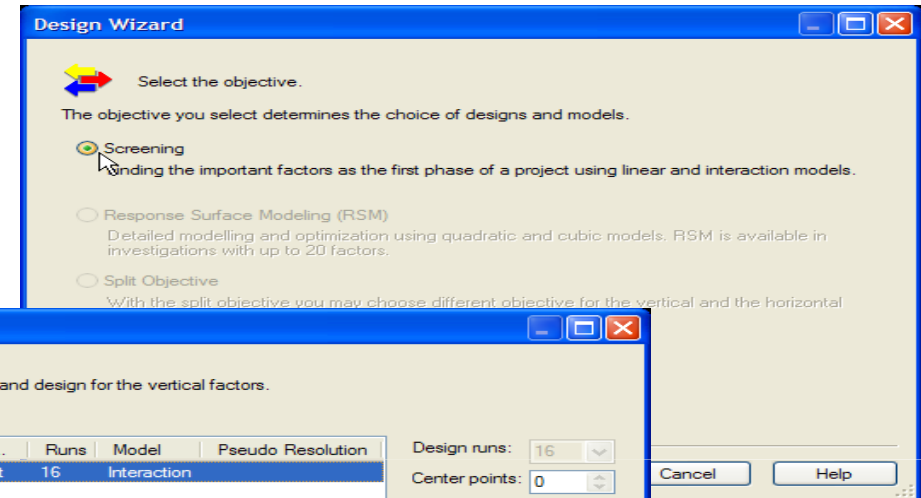 Design Wizard
Select the objective.
The objective you select determines the choice of designs and models.
Screening
Finding the important factors as the first phase of a project using linear and interaction models.
Response Surface Modeling (RSM)
Detailed modelling and optimization using quadratic and cubic models. RSM is available in
investigations with up to 20 factors.
Split Objective
With the split objective you may choose different objective for the vertical and the horizontal
and design for the vertical factors.
Runs Model Pseudo Resolution
Design runs: 16
16 Interaction
Center points: 0
Cancel Help